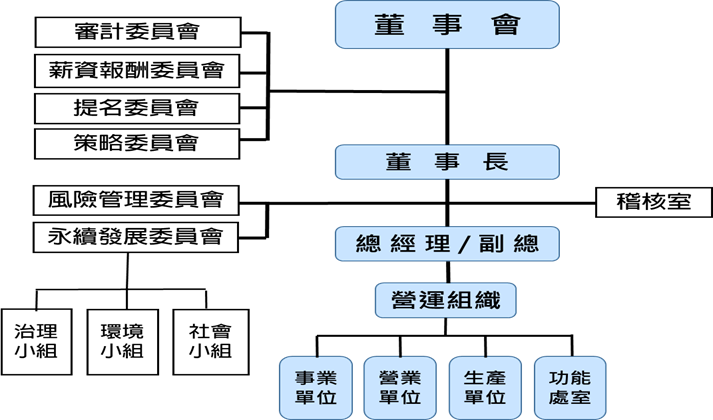 董事會
審計委員會
薪資報酬委員會
提名委員會
策略委員會
董事長
風險管理委員會
稽核室
永續發展委員會
總經理/副總
營運組織
治理
小組
環境
小組
社會
小組
事業
單位
營業
單位
生產
單位
功能
處室